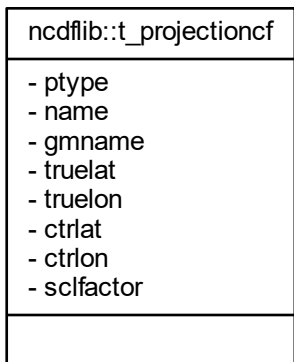 ncdflib::t_projectioncf
- ptype
- name
- gmname
- truelat
- truelon
- ctrlat
- ctrlon
- sclfactor